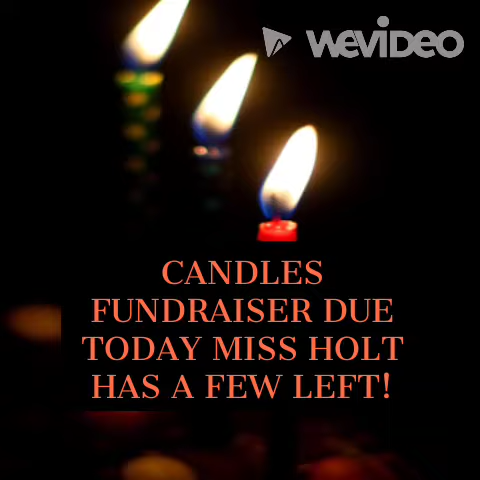 WEVIDEO
CANDLES
FUNDRAISER DUE
TODAY MISS HOLT
HAS A FEW LEFT!